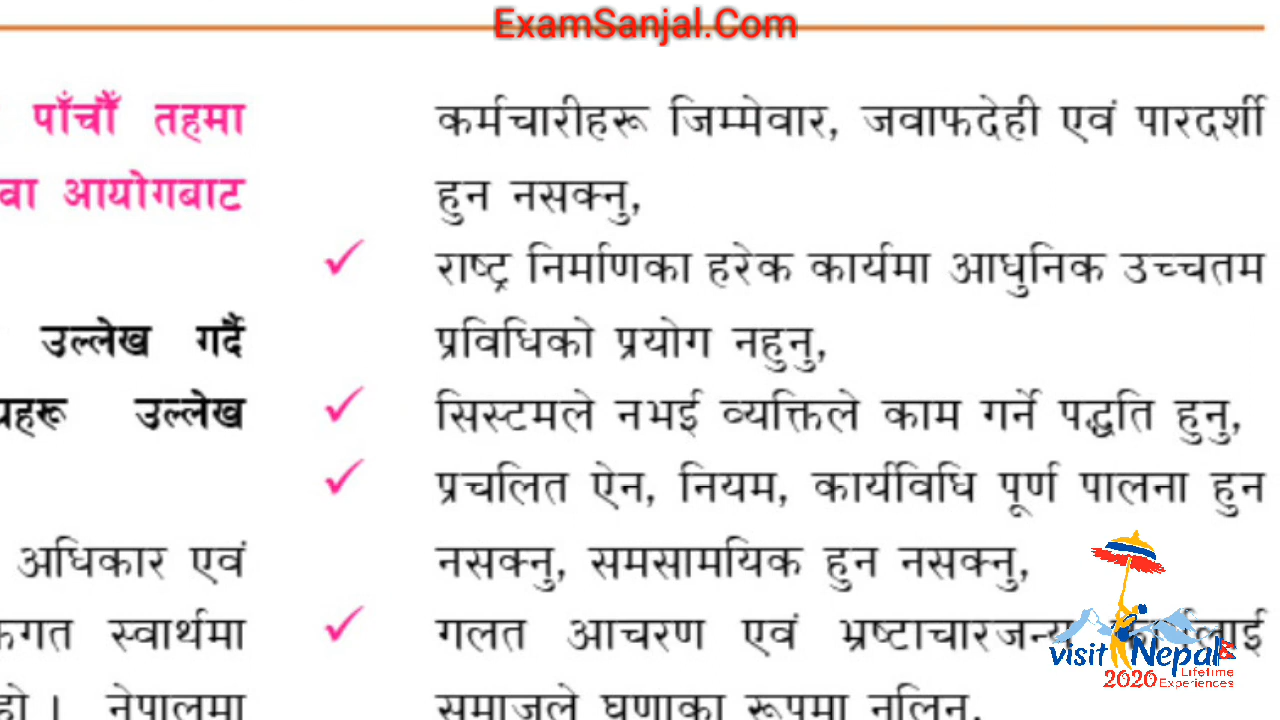 ExamSanjal.Com
पाँचौं तहमा
वा आयोगबाट
उल्लेख गर्दै
उल्लेख
अधिकार एवं
स्वार्थमा
नेपालमा
कर्मचारीहरू जिम्मेवार, जवाफदेही एवं पारदर्शी
हुन नसक्नु,
✓ राष्ट्र निर्माणका हरेक कार्यमा आधुनिक उच्चतम
प्रविधिको प्रयोग नहुनु,
✓ सिस्टमले नभई व्यक्तिले काम गर्ने पद्धति हुनु,
✓ प्रचलित ऐन, नियम, कार्यविधि पूर्ण पालना हुन
नसक्नु, समसामयिक हुन नसक्नु,
✓ गलत आचरण एवं भ्रष्टाचारजन्य
समाजले घृणाका रूपमा नलिनु,
visit Nepal
2020 Lifetime Experiences